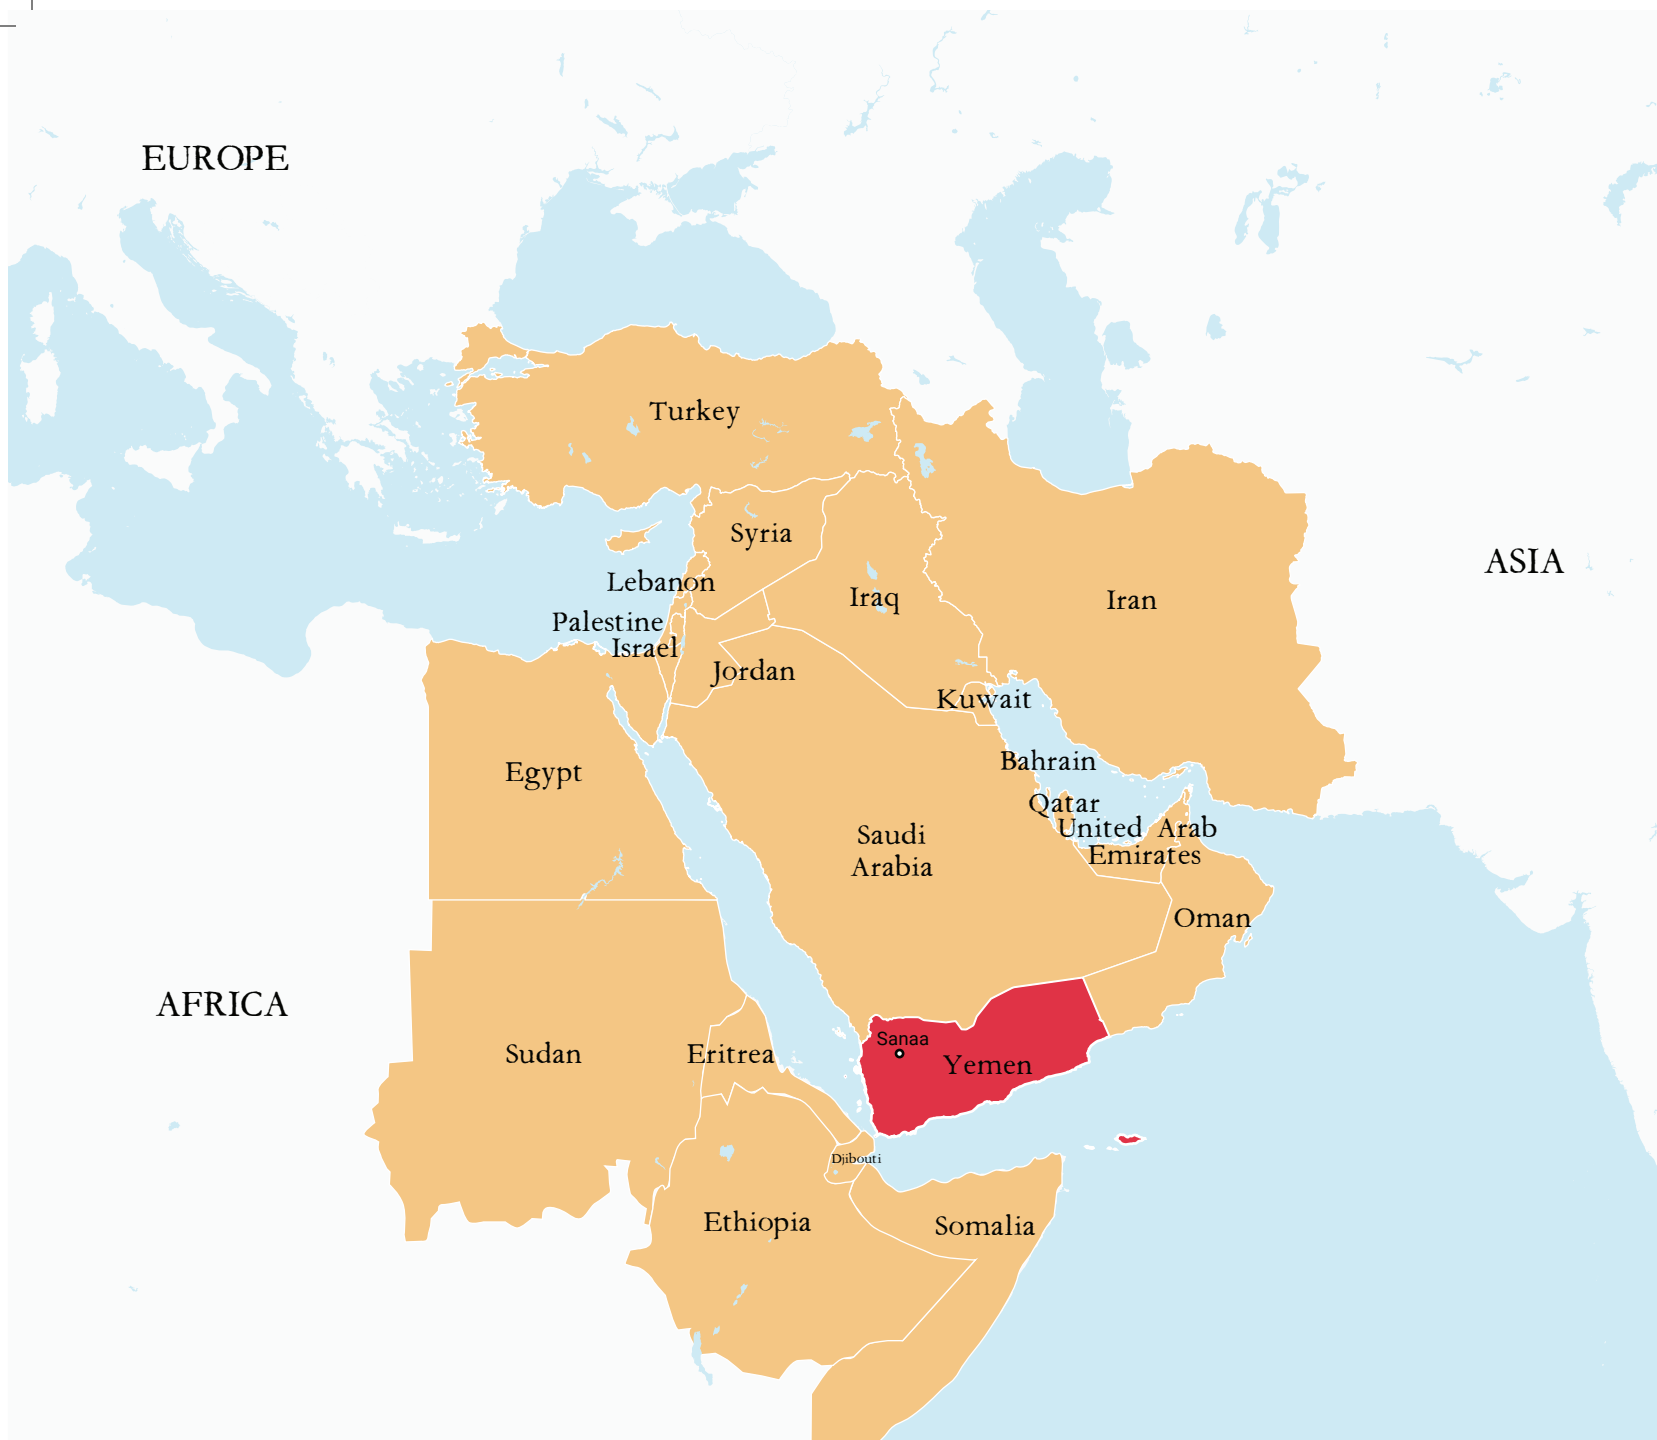 EUROPE
Turkey
Syria
ASIA
Lebanon
Iraq
Iran
Palestine
Israel
Jordan
Kuwait
Bahrain
Egypt
Qatar
United Arab
Emirates
Saudi
Arabia
Oman
AFRICA
Sanaa
Sudan
Eritrea
Yemen
Djibouti
Ethiopia
Somalia